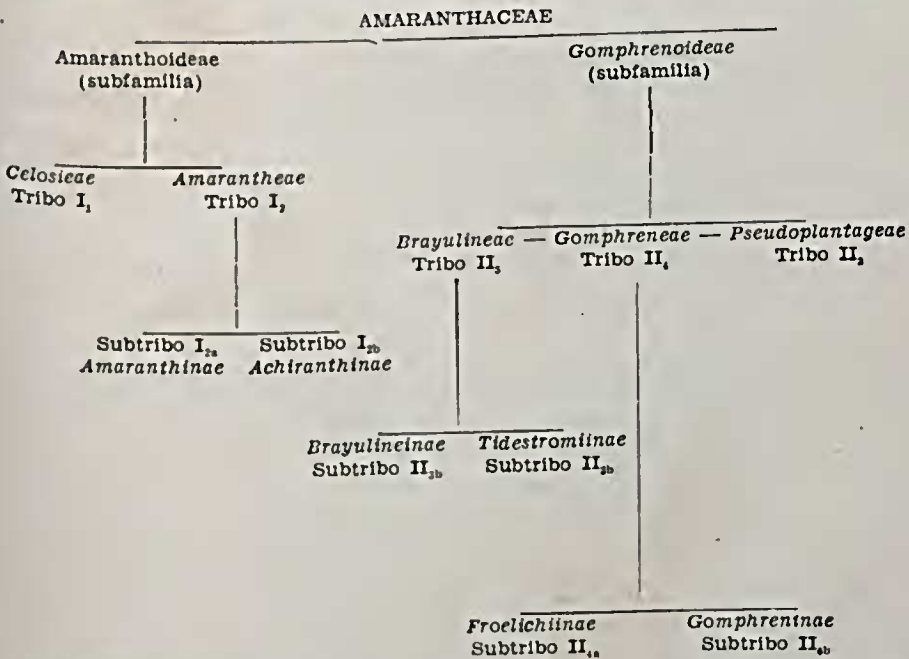 AMARANTHACEAE
Amaranthoideae
(subfamilia)
Gomphrenoideae
(subfamilia)
Celosieae
Tribo I₁
Amarantheae
Tribo I₂
Brayulineae — Gomphreneae — Pseudoplantageae
Tribo II₃ Tribo II₄ Tribo II₅
Subtribo I₂ₐ Subtribo I₂b
Amaranthinae Achiranthinae
Brayulineinae Tidestromiinae
Subtribo II₃b Subtribo II₃b
Froelichiinae Gomphreninae
Subtribo II₄ₐ Subtribo II₄b